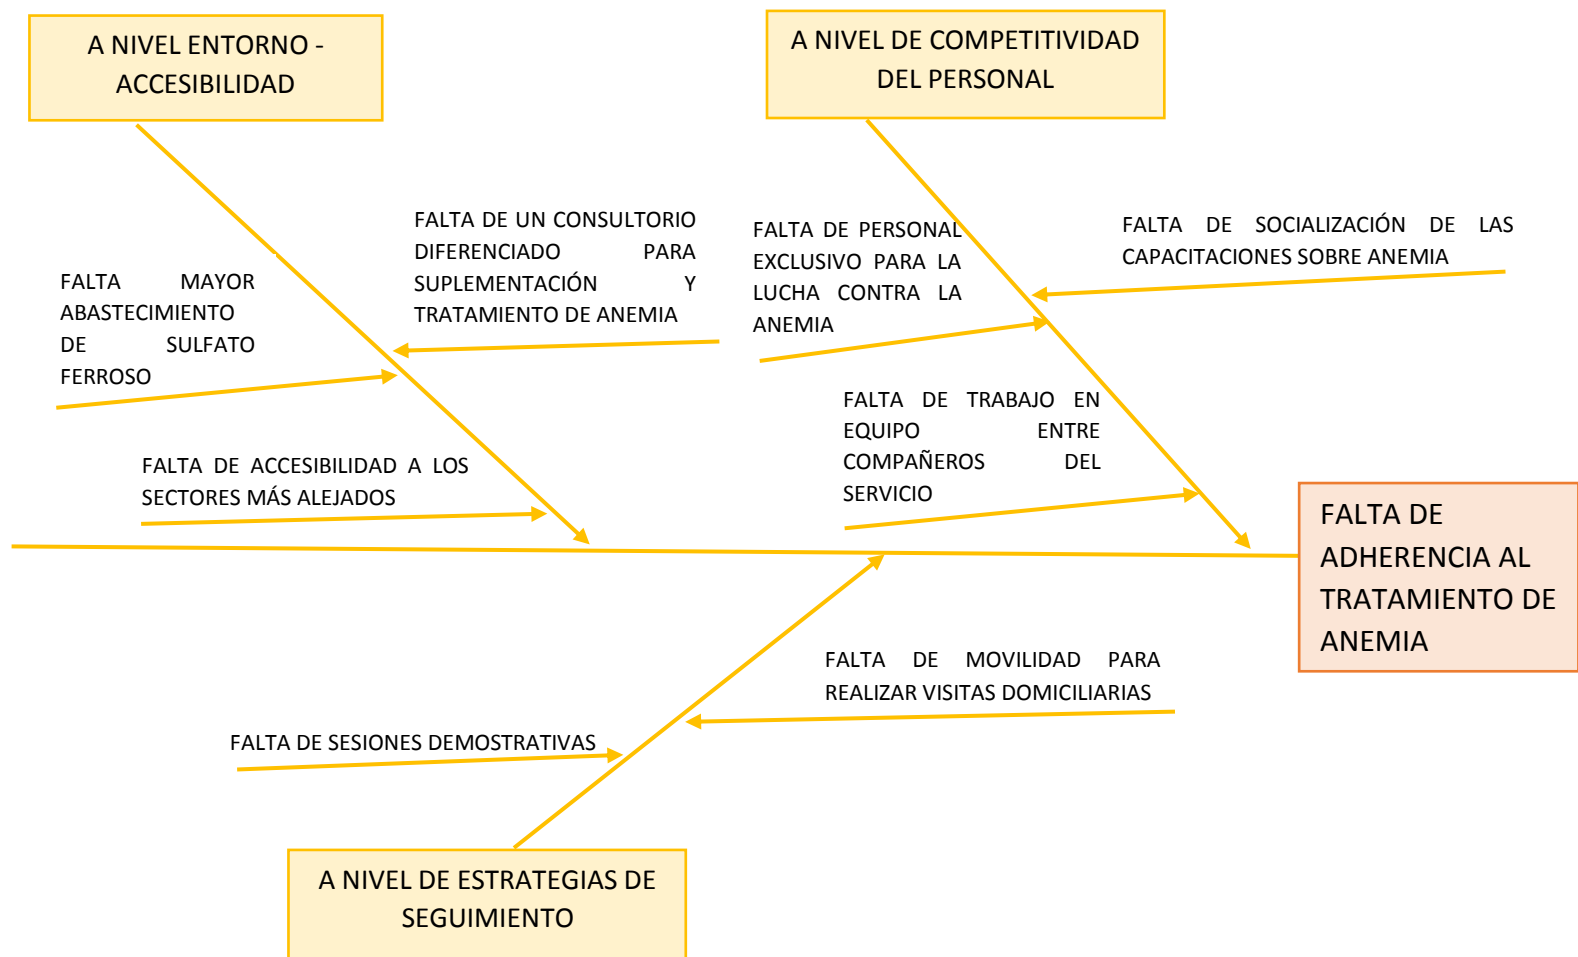 A NIVEL ENTORNO -
ACCESIBILIDAD
A NIVEL DE COMPETITIVIDAD
DEL PERSONAL
FALTA MAYOR
ABASTECIMIENTO
DE SULFATO
FERROSO
FALTA DE UN CONSULTORIO
DIFERENCIADO PARA
SUPLEMENTACIÓN Y
TRATAMIENTO DE ANEMIA
FALTA DE PERSONAL
EXCLUSIVO PARA LA
LUCHA CONTRA LA
ANEMIA
FALTA DE SOCIALIZACIÓN DE LAS
CAPACITACIONES SOBRE ANEMIA
FALTA DE ACCESIBILIDAD A LOS
SECTORES MÁS ALEJADOS
FALTA DE TRABAJO EN
EQUIPO ENTRE
COMPAÑEROS DEL
SERVICIO
FALTA DE
ADHERENCIA AL
TRATAMIENTO DE
ANEMIA
FALTA DE MOVILIDAD PARA
REALIZAR VISITAS DOMICILIARIAS
FALTA DE SESIONES DEMOSTRATIVAS
A NIVEL DE ESTRATEGIAS DE
SEGUIMIENTO